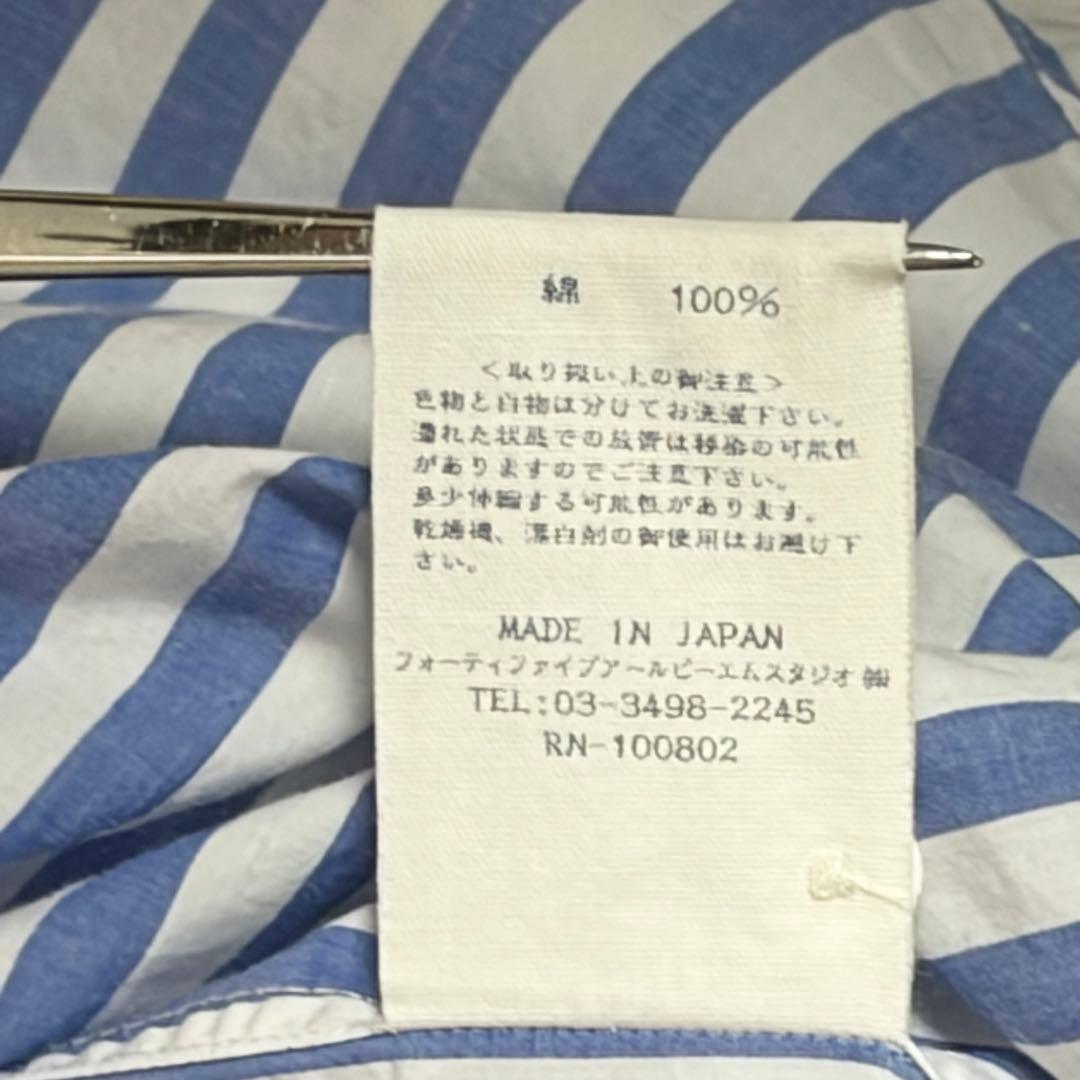 綿 100%
<取り扱い上の御注意>
色物と白物は分けてお洗濯下さい。
濡れた状態での放置は移染の可能性
がありますのでご注意下さい。
多少伸縮する可能性があります。
乾燥機、漂白剤の御使用はお避け下
さい。
MADE IN JAPAN
フォーティファイブアールピーエムスタジオ㈱
TEL:03-3498-2245
RN-100802